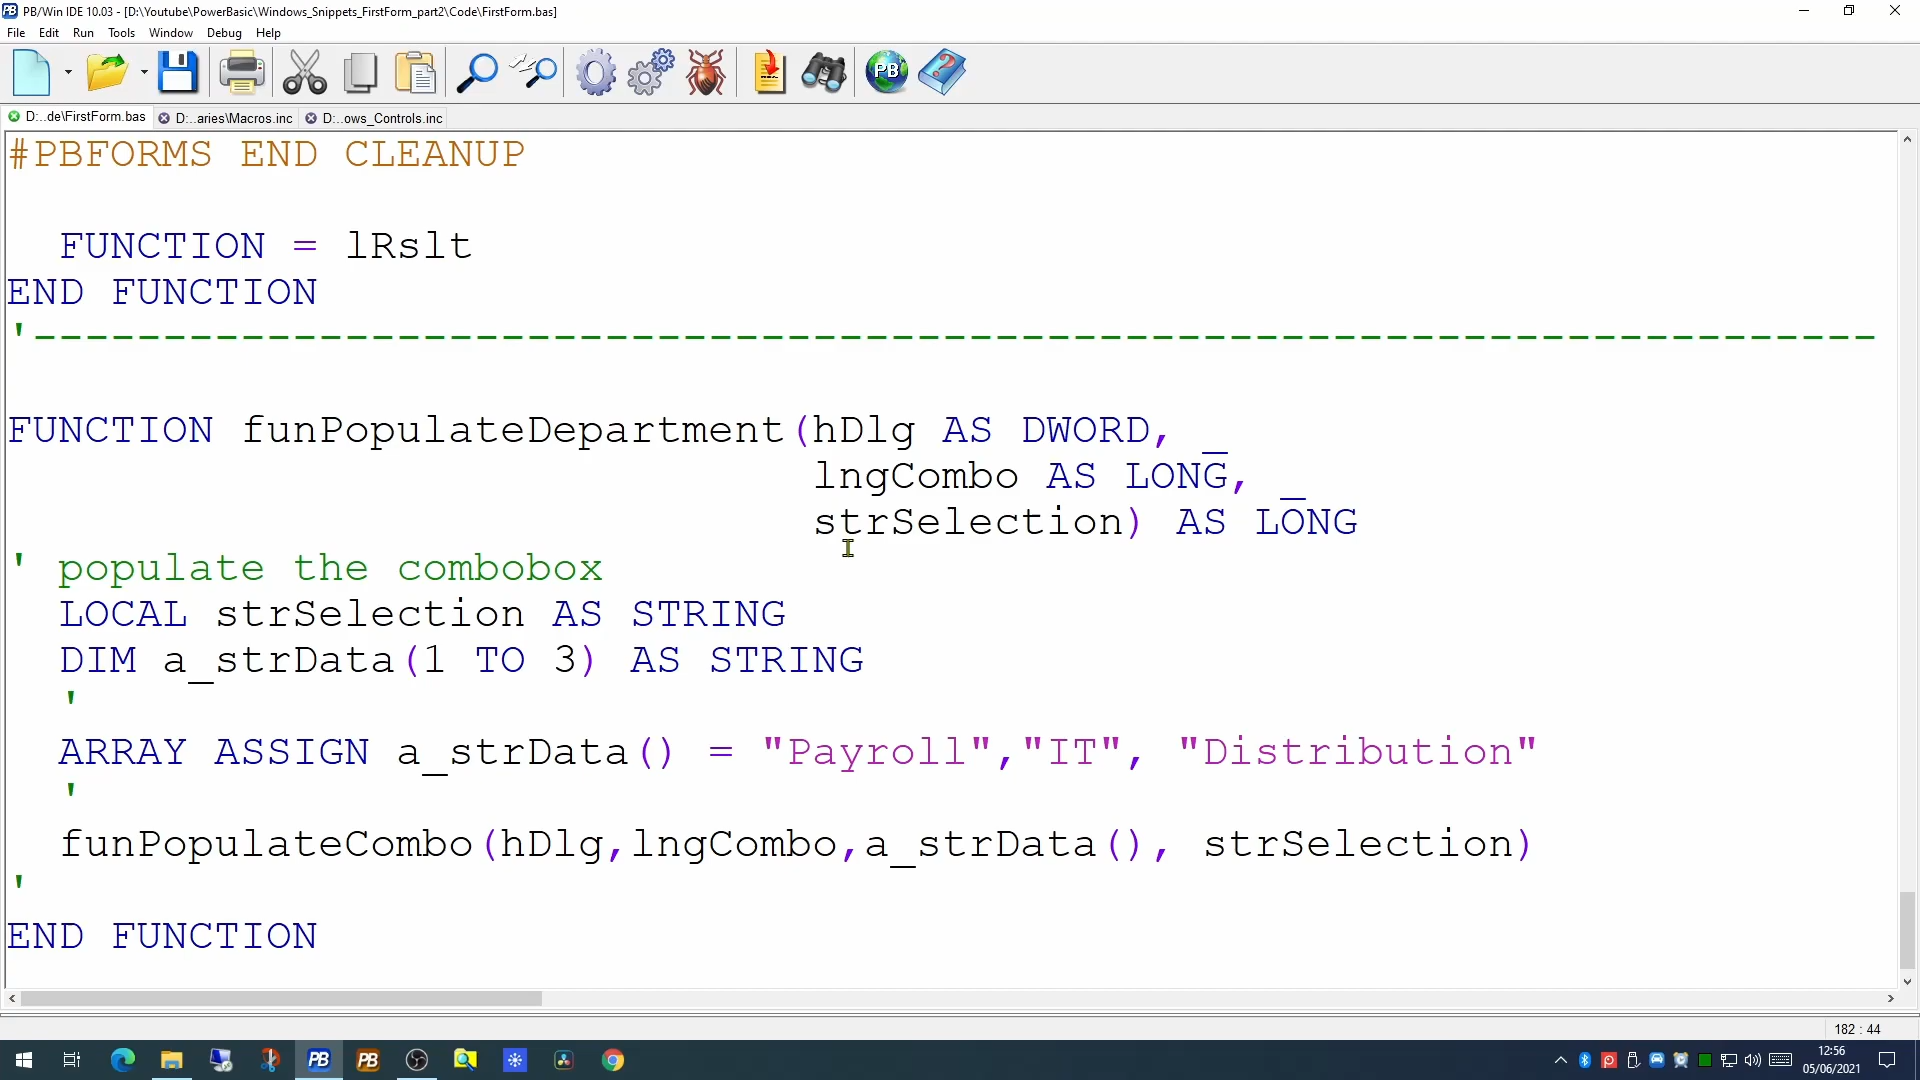 PB/Win IDE 10.03 - [D:\Youtube\PowerBasic\Windows_Snippets_FirstForm_part2\Code\FirstForm.bas]
File Edit Run Tools Window Debug Help
D:..de\FirstForm.bas D:..aries\Macros.inc D:..ows_Controls.inc
#PBFORMS END CLEANUP
FUNCTION = lRslt
END FUNCTION
'------------------------------------------------------------------------
FUNCTION funPopulateDepartment(hDlg AS DWORD, _
lngCombo AS LONG, _
strSelection) AS LONG
' populate the combobox
LOCAL strSelection AS STRING
DIM a_strData(1 TO 3) AS STRING
'
ARRAY ASSIGN a_strData() = "Payroll","IT", "Distribution"
'
funPopulateCombo(hDlg,lngCombo,a_strData(), strSelection)
'
END FUNCTION
182 : 44
12:56
05/06/2021